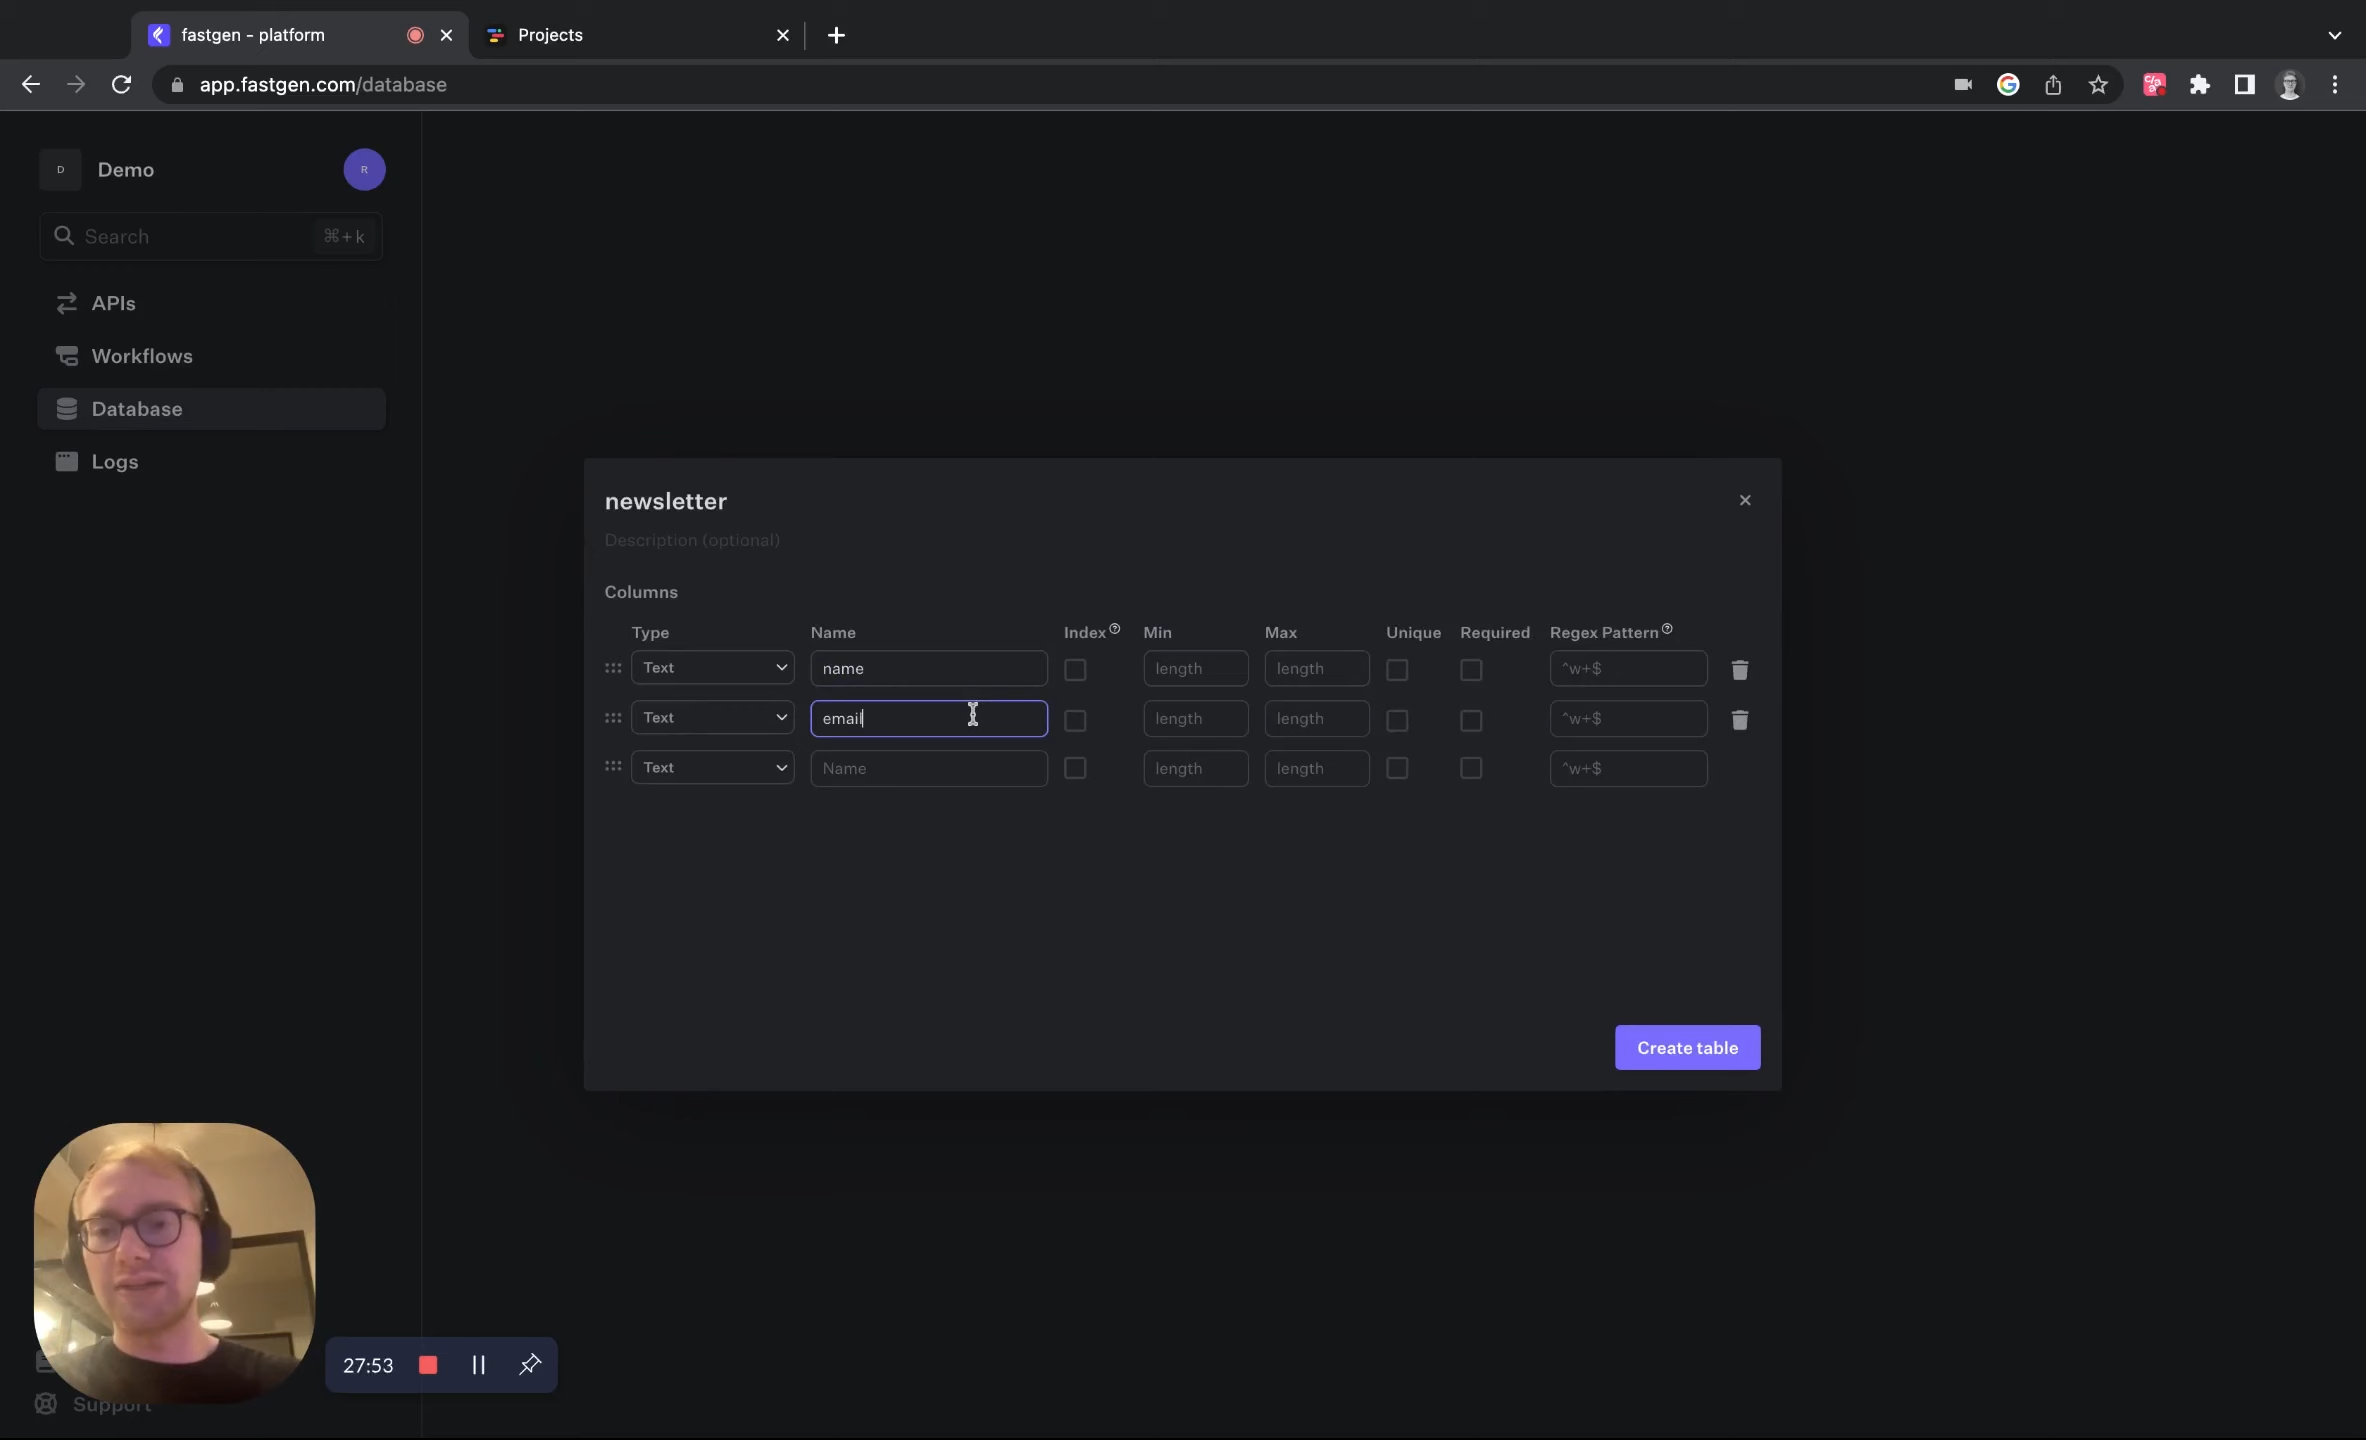 fastgen - platform
Projects
app.fastgen.com/database
D
Demo
R
Search
⌘+k
APIs
Workflows
Database
Logs
newsletter
Description (optional)
Columns
Type Name Index Min Max Unique Required Regex Pattern
Text name length length ^w+$
Text email length length ^w+$
Text Name length length ^w+$
Create table
27:53
Support